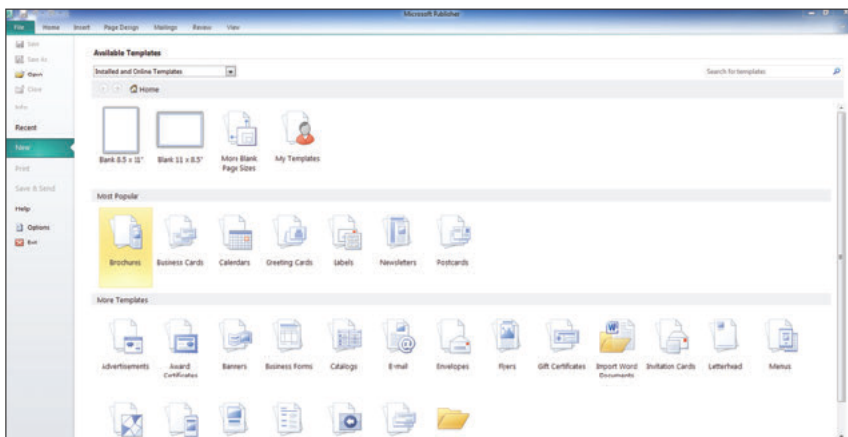 Microsoft Publisher
File Home Insert Page Design Mailings Review View
Save
Save As
Open
Close
Info
Recent
New
Print
Save & Send
Help
Options
Exit
Available Templates
Installed and Online Templates
Search for templates
Home
Blank 8.5 x 11"
Blank 11 x 8.5"
More Blank
Page Sizes
My Templates
Most Popular
Brochures
Business Cards
Calendars
Greeting Cards
Labels
Newsletters
Postcards
More Templates
Advertisements
Award
Certificates
Banners
Business Forms
Catalogs
E-mail
Envelopes
Flyers
Gift Certificates
Import Word
Documents
Invitation Cards
Letterhead
Menus